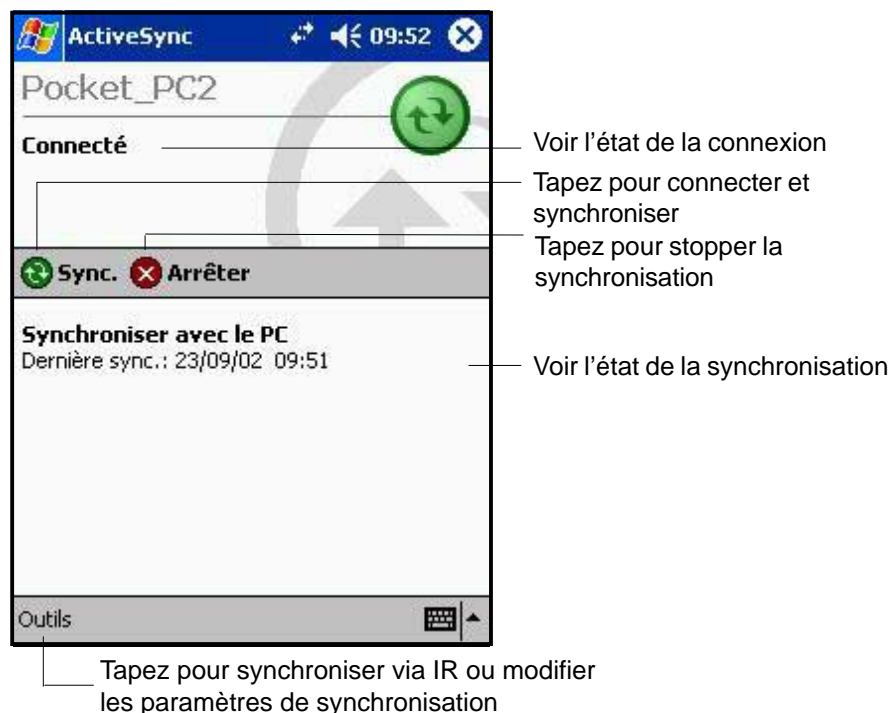 ActiveSync 09:52
Pocket_PC2
Connecté
Voir l'état de la connexion
Tapez pour connecter et
synchroniser
Tapez pour stopper la
synchronisation
Sync. Arrêter
Synchroniser avec le PC
Dernière sync.: 23/09/02 09:51
Voir l'état de la synchronisation
Outils
Tapez pour synchroniser via IR ou modifier
les paramètres de synchronisation